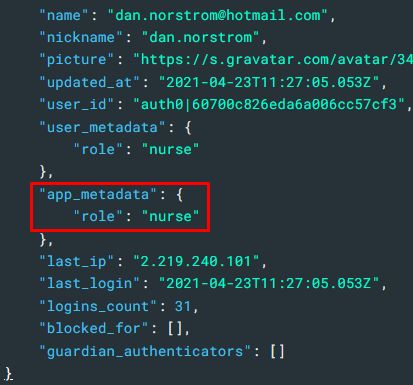 "name": "dan.norstrom@hotmail.com",
"nickname": "dan.norstrom",
"picture": "https://s.gravatar.com/avatar/34
"updated_at": "2021-04-23T11:27:05.053Z",
"user_id": "auth0|60700c826eda6a006cc57cf3",
"user_metadata": {
"role": "nurse"
},
"app_metadata": {
"role": "nurse"
},
"last_ip": "2.219.240.101",
"last_login": "2021-04-23T11:27:05.053Z",
"logins_count": 31,
"blocked_for": [],
"guardian_authenticators": []
}